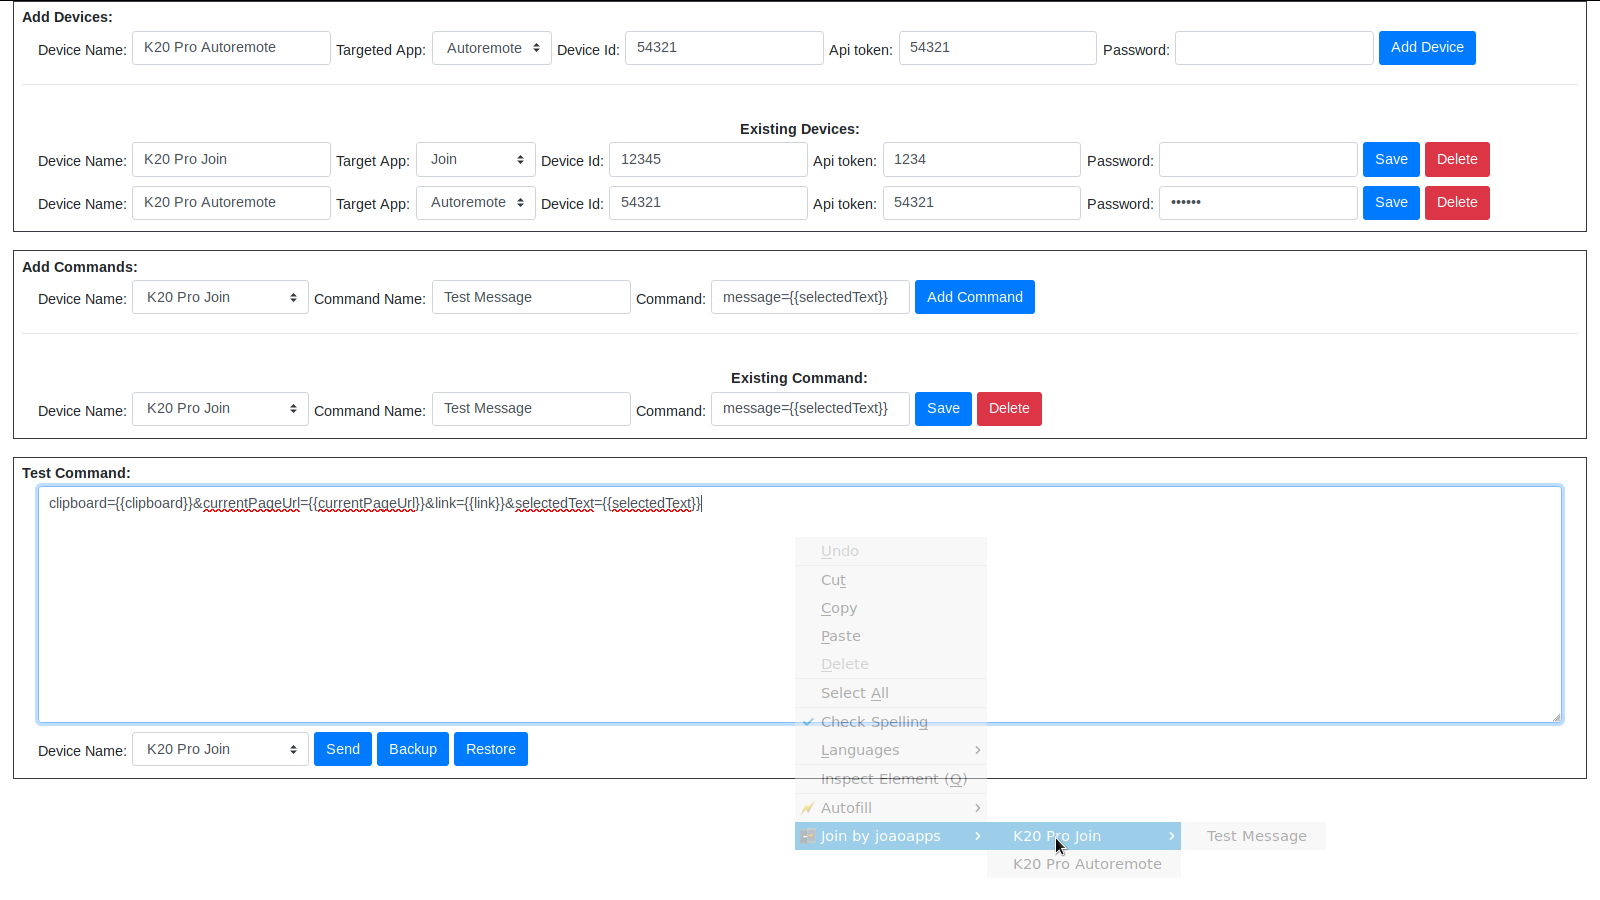 Add Devices:
Device Name: K20 Pro Autoremote Targeted App: Autoremote Device Id: 54321 Api token: 54321 Password: Add Device
Existing Devices:
Device Name: K20 Pro Join Target App: Join Device Id: 12345 Api token: 1234 Password: Save Delete
Device Name: K20 Pro Autoremote Target App: Autoremote Device Id: 54321 Api token: 54321 Password: •••••• Save Delete
Add Commands:
Device Name: K20 Pro Join Command Name: Test Message Command: message={{selectedText}} Add Command
Existing Command:
Device Name: K20 Pro Join Command Name: Test Message Command: message={{selectedText}} Save Delete
Test Command:
clipboard={{clipboard}}&currentPageUrl={{currentPageUrl}}&link={{link}}&selectedText={{selectedText}}
Device Name: K20 Pro Join Send Backup Restore
Undo
Cut
Copy
Paste
Delete
Select All
Check Spelling
Languages
Inspect Element (Q)
Autofill
Join by joaoapps K20 Pro Join Test Message
K20 Pro Autoremote